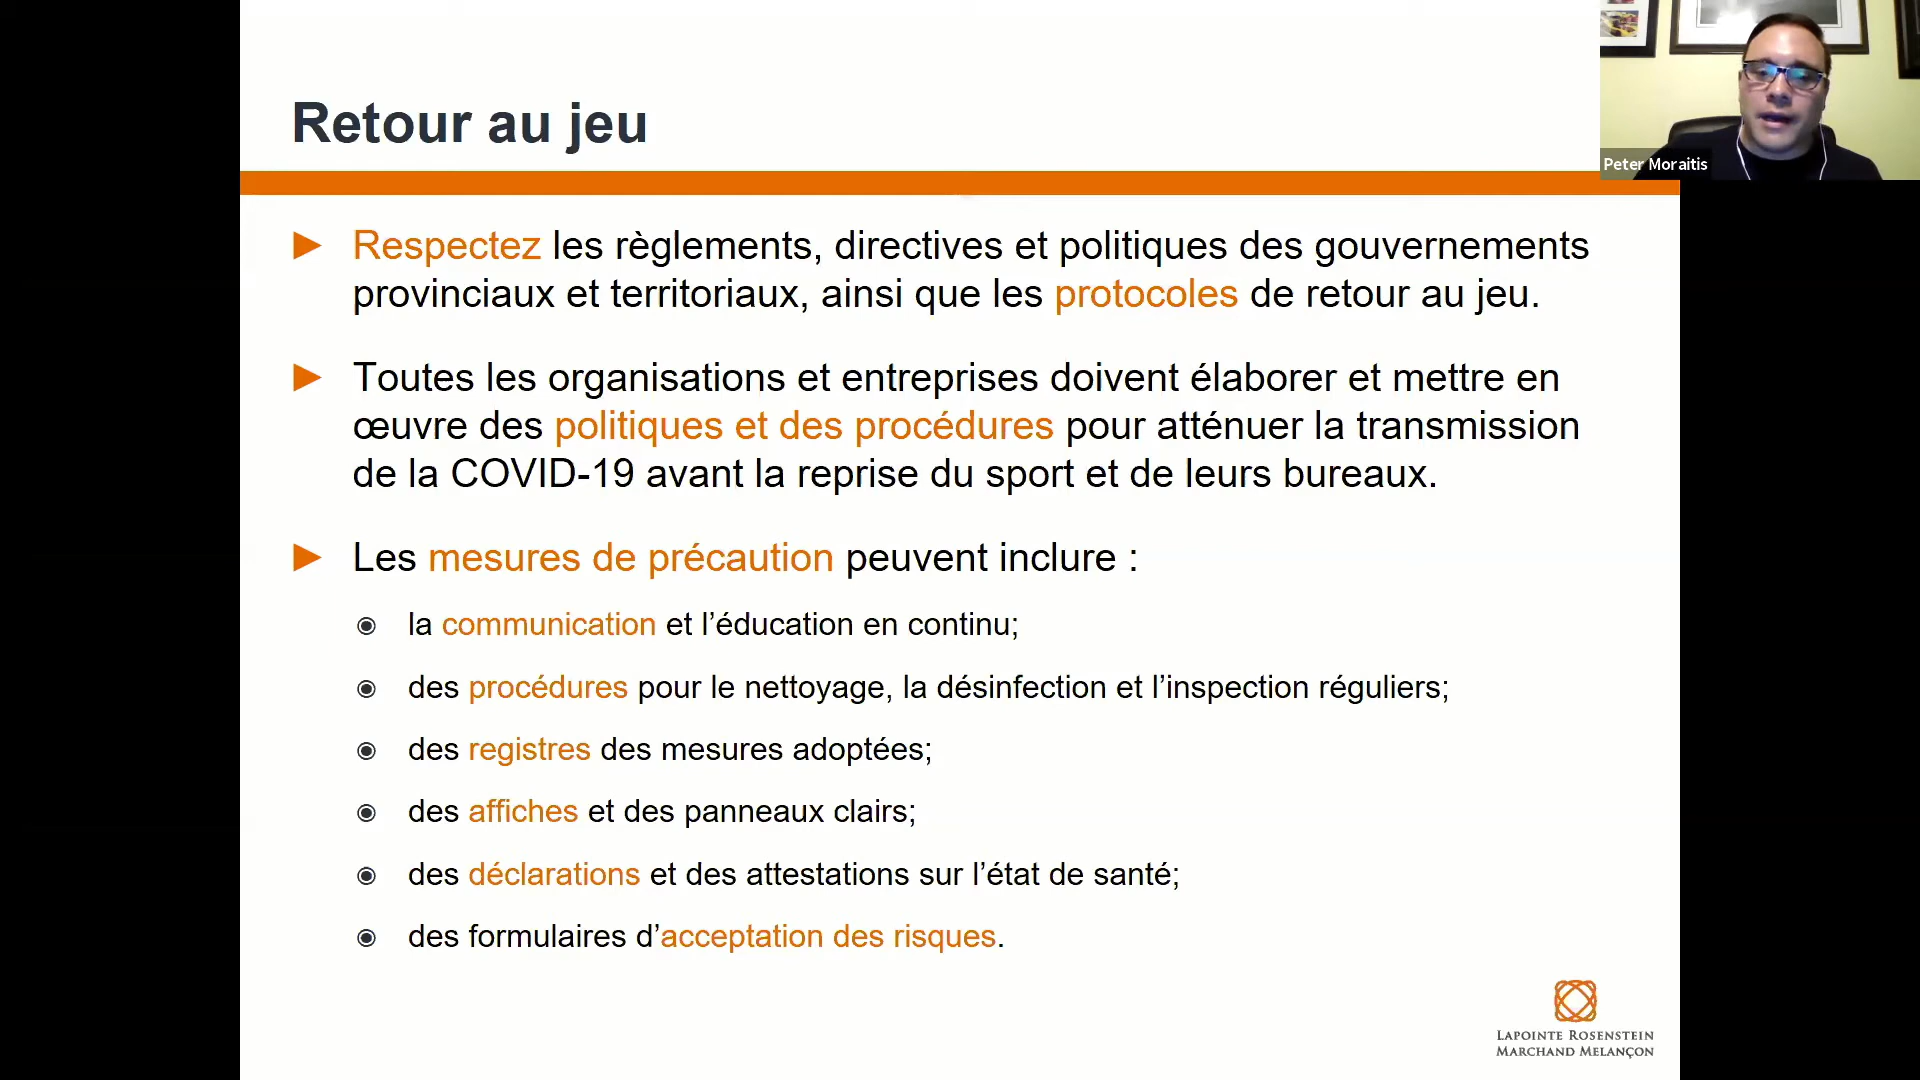 Retour au jeu
Peter Moraitis
► Respectez les règlements, directives et politiques des gouvernements
provinciaux et territoriaux, ainsi que les protocoles de retour au jeu.
► Toutes les organisations et entreprises doivent élaborer et mettre en
œuvre des politiques et des procédures pour atténuer la transmission
de la COVID-19 avant la reprise du sport et de leurs bureaux.
► Les mesures de précaution peuvent inclure :
◉ la communication et l’éducation en continu;
◉ des procédures pour le nettoyage, la désinfection et l’inspection réguliers;
◉ des registres des mesures adoptées;
◉ des affiches et des panneaux clairs;
◉ des déclarations et des attestations sur l’état de santé;
◉ des formulaires d’acceptation des risques.
LAPOINTE ROSENSTEIN
MARCHAND MELANÇON